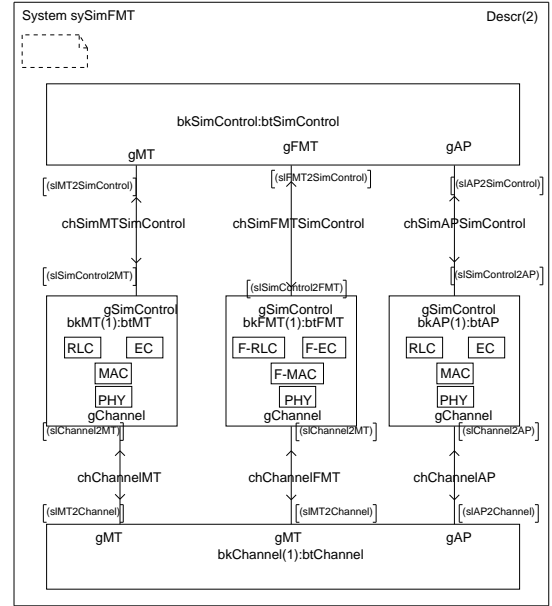 System sySimFMT Descr(2)
bkSimControl:btSimControl
gMT gFMT gAP
[(slMT2SimControl)] [(slFMT2SimControl)] [(slAP2SimControl)]
chSimMTSimControl chSimFMTSimControl chSimAPSimControl
[(slSimControl2MT)] [(slSimControl2FMT)] [(slSimControl2AP)]
gSimControl gSimControl gSimControl
bkMT(1):btMT bkFMT(1):btFMT bkAP(1):btAP
RLC EC F-RLC F-EC RLC EC
MAC F-MAC MAC
PHY PHY PHY
gChannel gChannel gChannel
[(slChannel2MT)] [(slChannel2MT)] [(slChannel2AP)]
chChannelMT chChannelFMT chChannelAP
[(slMT2Channel)] [(slMT2Channel)] [(slAP2Channel)]
gMT gMT gAP
bkChannel(1):btChannel